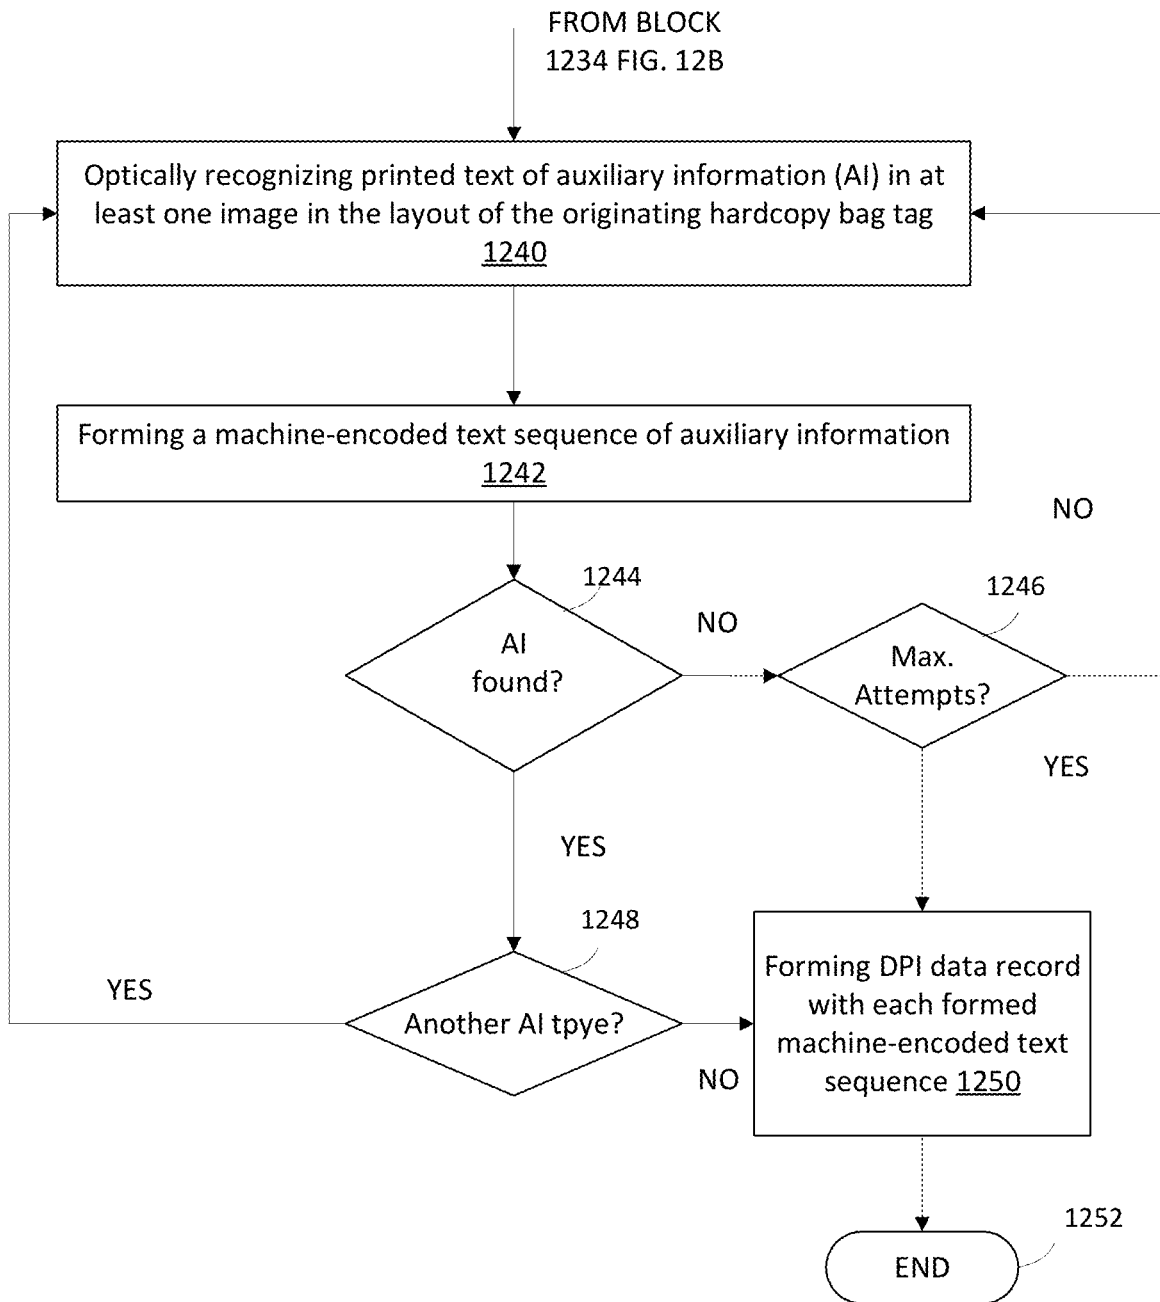 FROM BLOCK
1234 FIG. 12B
Optically recognizing printed text of auxiliary information (AI) in at
least one image in the layout of the originating hardcopy bag tag
1240
Forming a machine-encoded text sequence of auxiliary information
1242
NO
1244
1246
NO
AI
found?
Max.
Attempts?
YES
YES
1248
YES
Another AI tpye?
NO
Forming DPI data record
with each formed
machine-encoded text
sequence 1250
1252
END